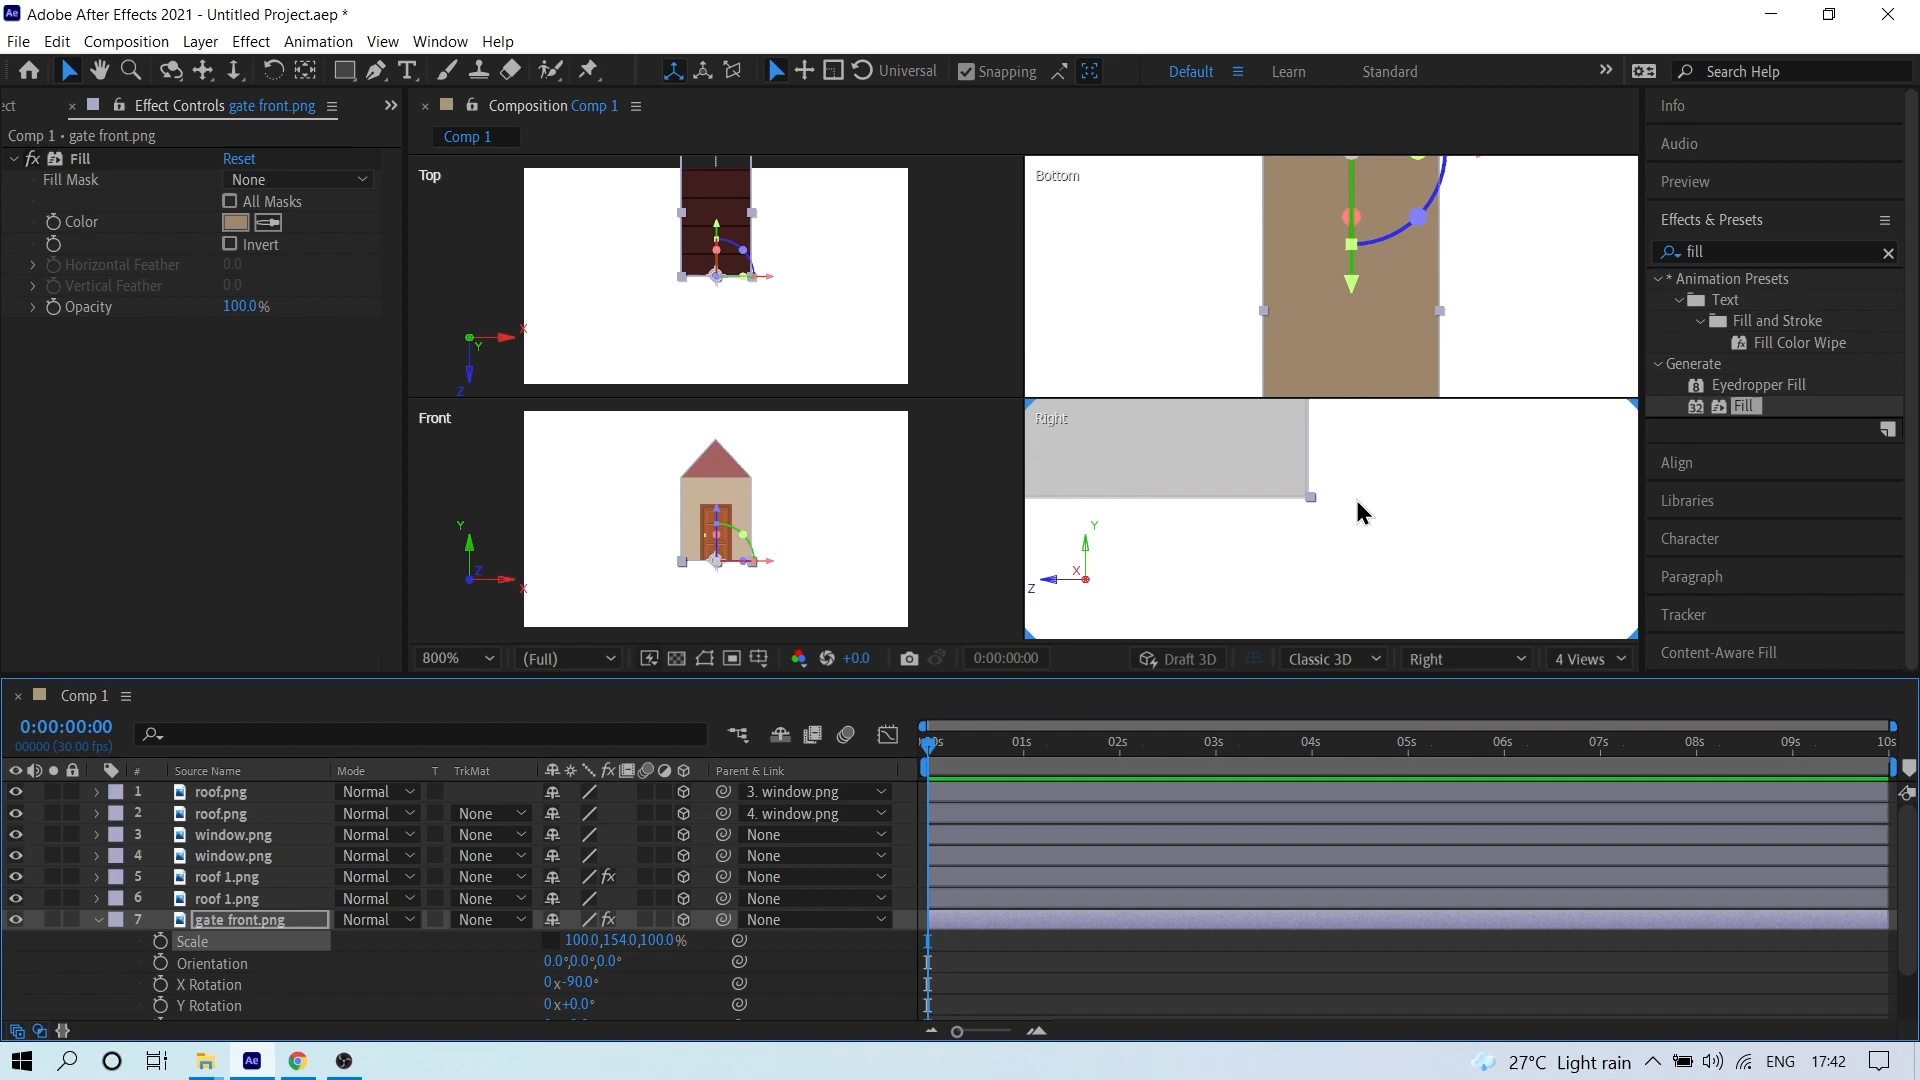 Adobe After Effects 2021 - Untitled Project.aep *
File Edit Composition Layer Effect Animation View Window Help
Universal Snapping Default Learn Standard Search Help
ect Effect Controls gate front.png
Composition Comp 1
Info
Comp 1 • gate front.png
Comp 1
Audio
fx Fill Reset
Fill Mask None
All Masks
Color
Invert
Horizontal Feather 0.0
Vertical Feather 0.0
Opacity 100.0%
Top
X
Y
Z
Bottom
Front
Y
Z
X
Right
Y
X
Z
Preview
Effects & Presets
fill
* Animation Presets
Text
Fill and Stroke
Fill Color Wipe
Generate
Eyedropper Fill
Fill
Align
Libraries
Character
Paragraph
Tracker
Content-Aware Fill
800% (Full) +0.0 0:00:00:00 Draft 3D Classic 3D Right 4 Views
Comp 1
0:00:00:00
00000 (30.00 fps)
01s 02s 03s 04s 05s 06s 07s 08s 09s 10s
# Source Name Mode T TrkMat fx Parent & Link
1 roof.png Normal 3. window.png
2 roof.png Normal None 4. window.png
3 window.png Normal None None
4 window.png Normal None None
5 roof 1.png Normal None fx None
6 roof 1.png Normal None None
7 gate front.png Normal None fx None
Scale 100.0,154.0,100.0%
Orientation 0.0°,0.0°,0.0°
X Rotation 0x-90.0°
Y Rotation 0x+0.0°
Ae 27°C Light rain ENG 17:42